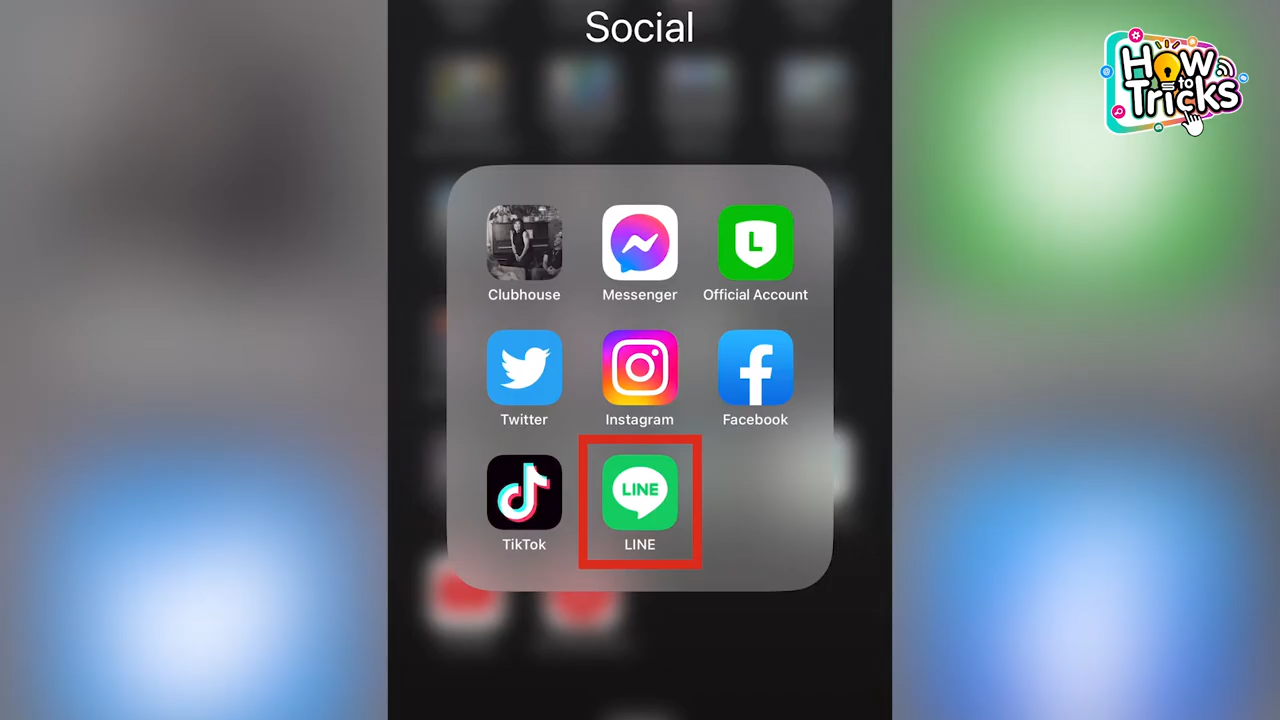 Social
How
to
Tricks
Clubhouse
Messenger
L
Official Account
Twitter
Instagram
Facebook
TikTok
LINE
LINE